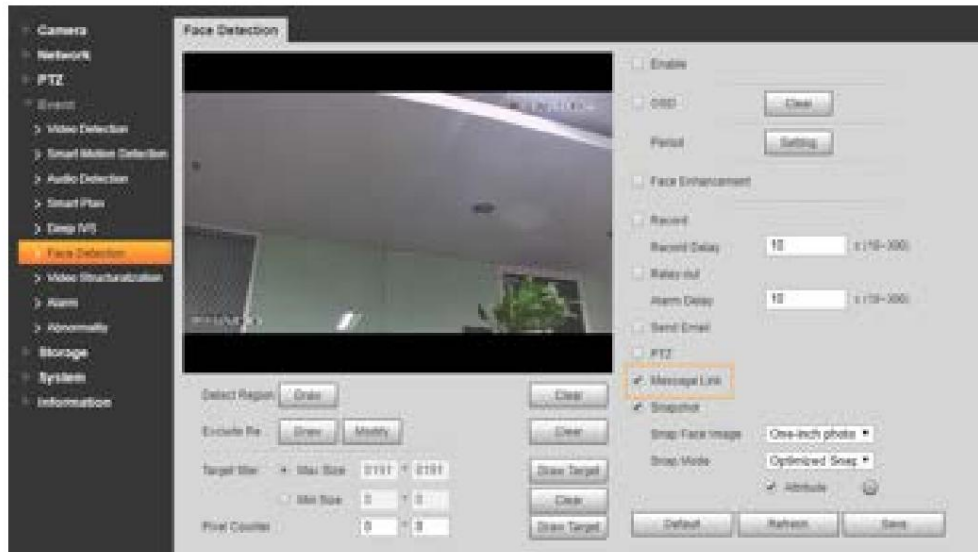 Face Detection
Camera
Network
PTZ
Event
Video Detection
Smart Motion Detection
Audio Detection
Smart Plan
Deep IVS
Face Detection
Video Structuralization
Alarm
Abnormality
Storage
System
Information
Detect Region Draw Clear
Exclude Re Draw Modify Clear
Target filter Max Size 8191 * 8191 Draw Target
Min Size 0 * 0 Clear
Pixel Counter 0 * 0 Draw Target
Enable
OSD Clear
Period Setting
Face Enhancement
Record
Record Delay 10 s (10~300)
Relay-out
Alarm Delay 10 s (10~300)
Send Email
PTZ
Message Link
Snapshot
Snap Face Image One-inch photo
Snap Mode Optimized Snap
Attribute
Default Refresh Save